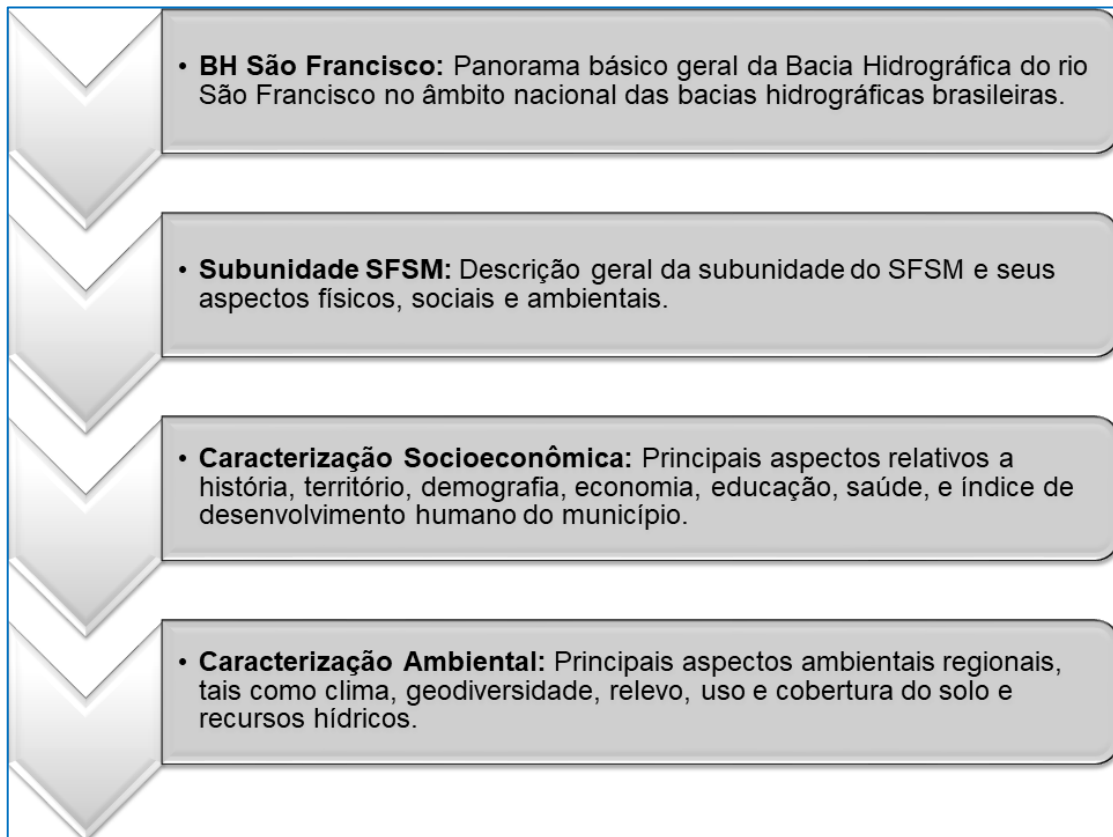 • BH São Francisco: Panorama básico geral da Bacia Hidrográfica do rio
São Francisco no âmbito nacional das bacias hidrográficas brasileiras.
• Subunidade SFSM: Descrição geral da subunidade do SFSM e seus
aspectos físicos, sociais e ambientais.
• Caracterização Socioeconômica: Principais aspectos relativos a
história, território, demografia, economia, educação, saúde, e índice de
desenvolvimento humano do município.
• Caracterização Ambiental: Principais aspectos ambientais regionais,
tais como clima, geodiversidade, relevo, uso e cobertura do solo e
recursos hídricos.